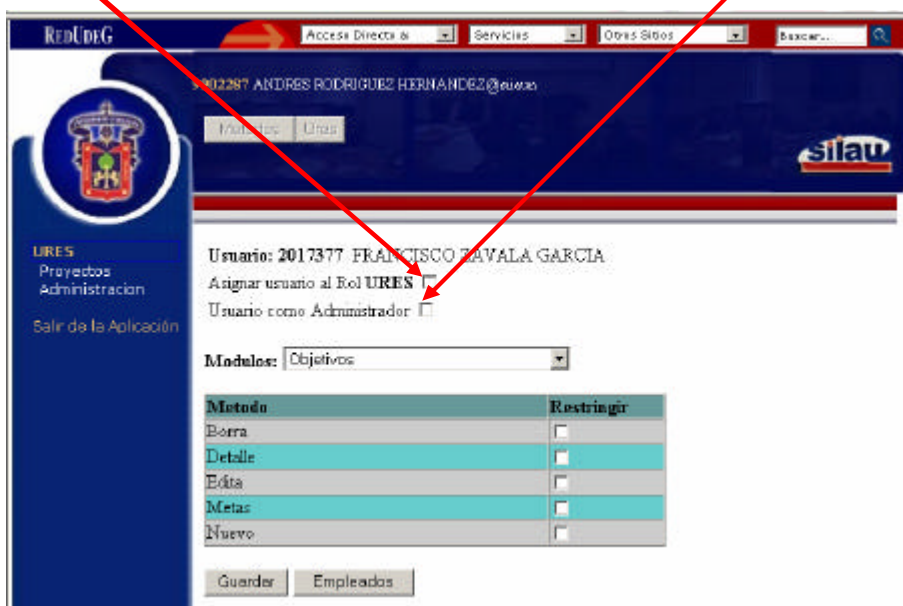 REDUDEG
Acceso Directo a Servicios Otros Sitios Buscar...
ANDRES RODRIGUEZ HERNANDEZ
Metodos Uras
silau
URES
Proyectos
Administracion
Salir de la Aplicación
Usuario: 2017377 FRANCISCO ZAVALA GARCIA
Asignar usuario al Rol URES
Usuario como Administrador
Modulos: Objetivos
Metodo Restringir
Borra
Detalle
Edita
Metas
Nuevo
Guardar Empleados